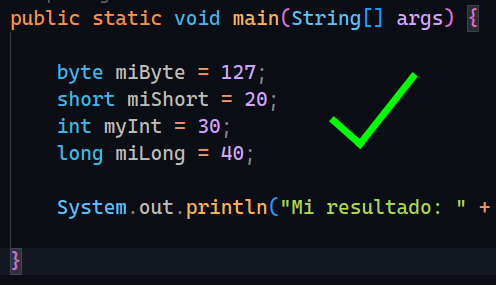 public static void main(String[] args) {
byte miByte = 127;
short miShort = 20;
int myInt = 30;
long miLong = 40;
System.out.println("Mi resultado: " +
}